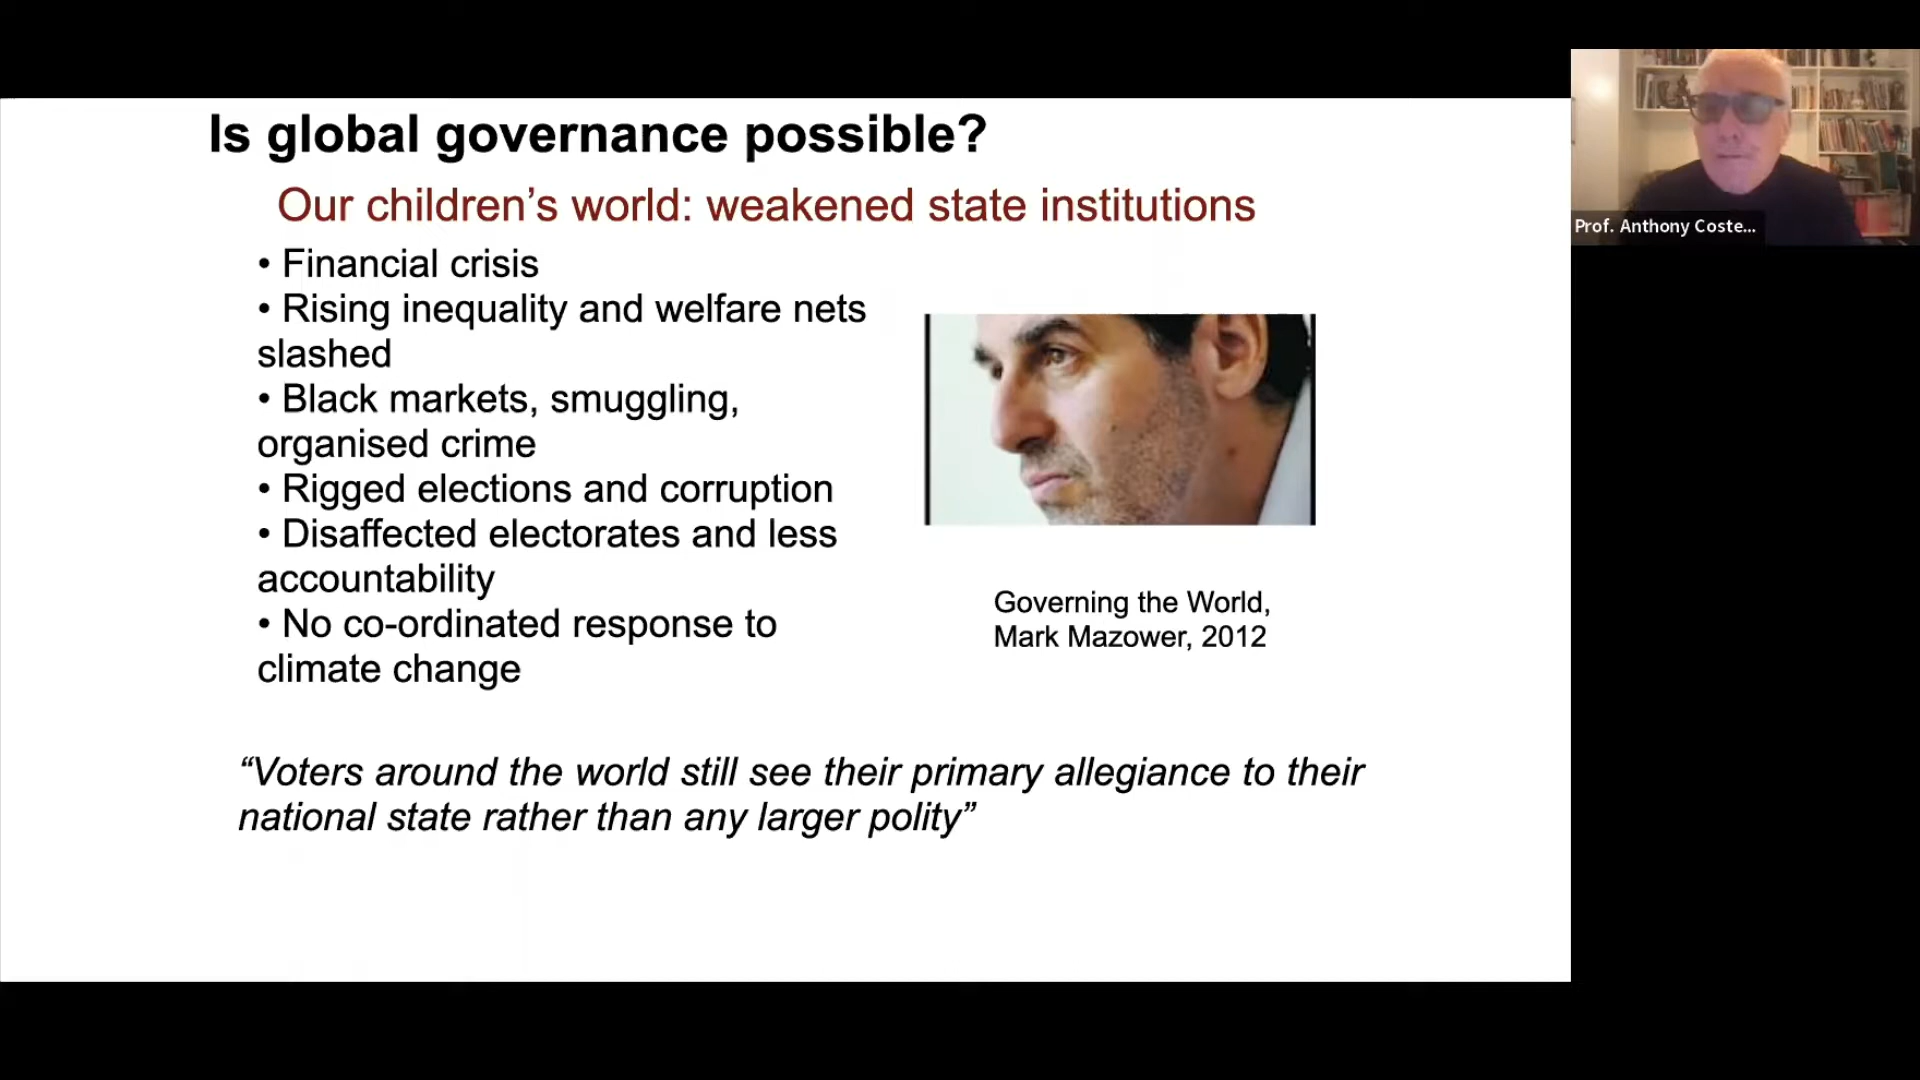 Is global governance possible?
Our children’s world: weakened state institutions
• Financial crisis
• Rising inequality and welfare nets
slashed
• Black markets, smuggling,
organised crime
• Rigged elections and corruption
• Disaffected electorates and less
accountability
• No co-ordinated response to
climate change
Governing the World,
Mark Mazower, 2012
“Voters around the world still see their primary allegiance to their
national state rather than any larger polity”
Prof. Anthony Coste...